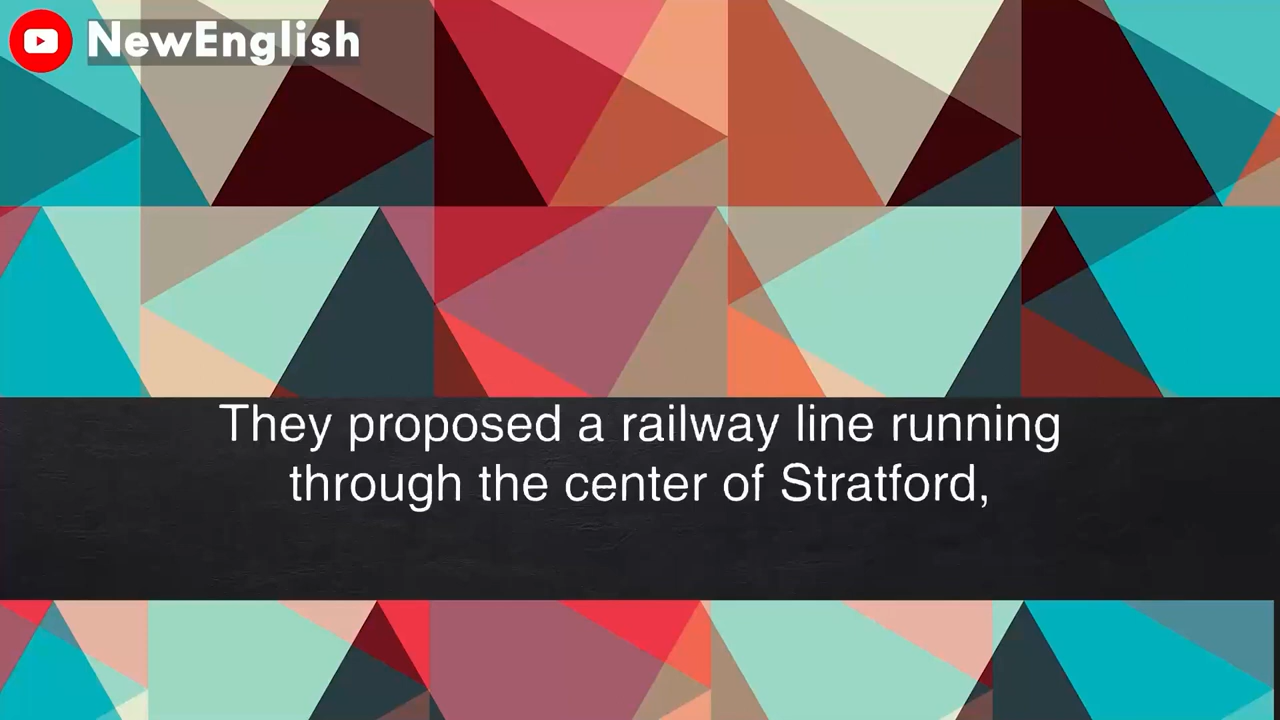 NewEnglish
They proposed a railway line running
through the center of Stratford,